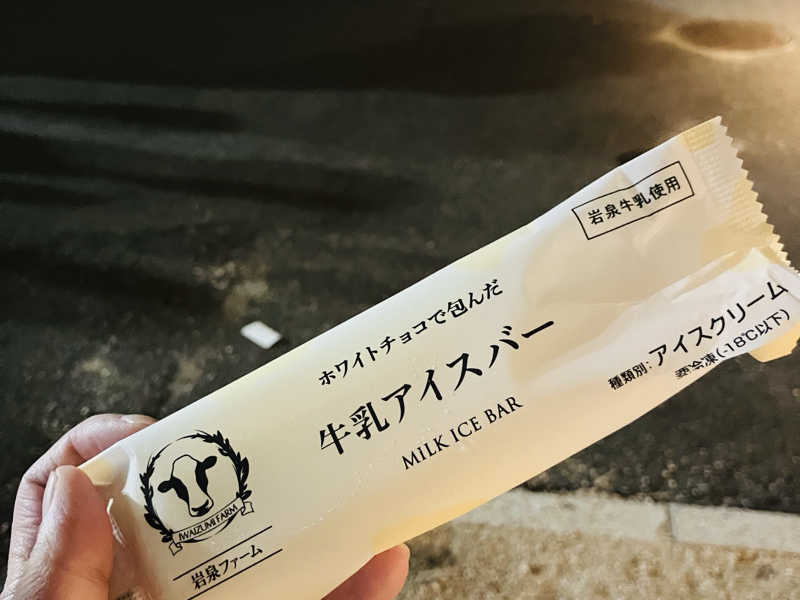 岩泉牛乳使用
ホワイトチョコで包んだ
牛乳アイスバー
MILK ICE BAR
種類別:アイスクリーム
要冷凍(-18℃以下)
IWAIZUMI FARM
岩泉ファーム